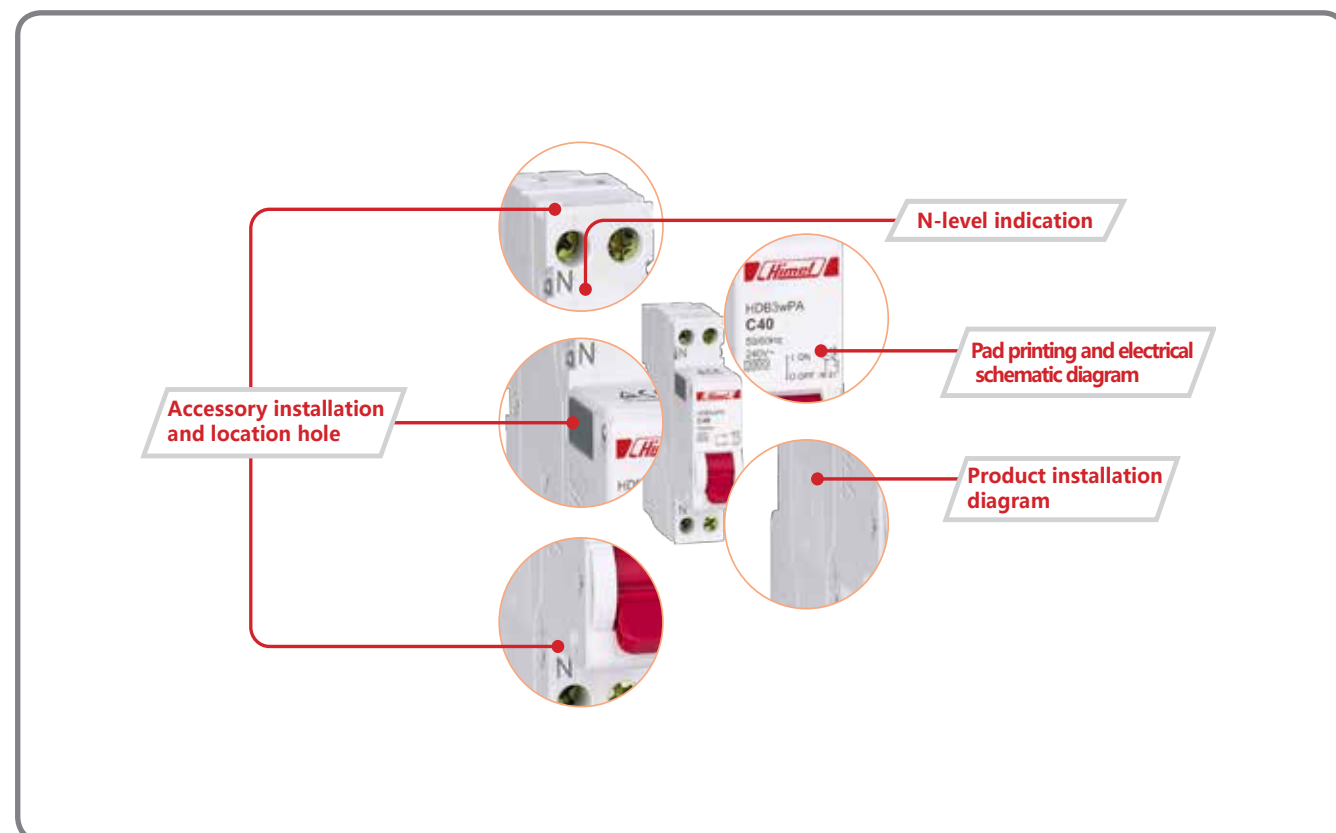 N
N-level indication
Himel
HDB3wPA
C40
50/60Hz
240V~
I ON
O OFF
Pad printing and electrical
schematic diagram
N
Accessory installation
and location hole
N
Himel
C40
N
Product installation
diagram
N